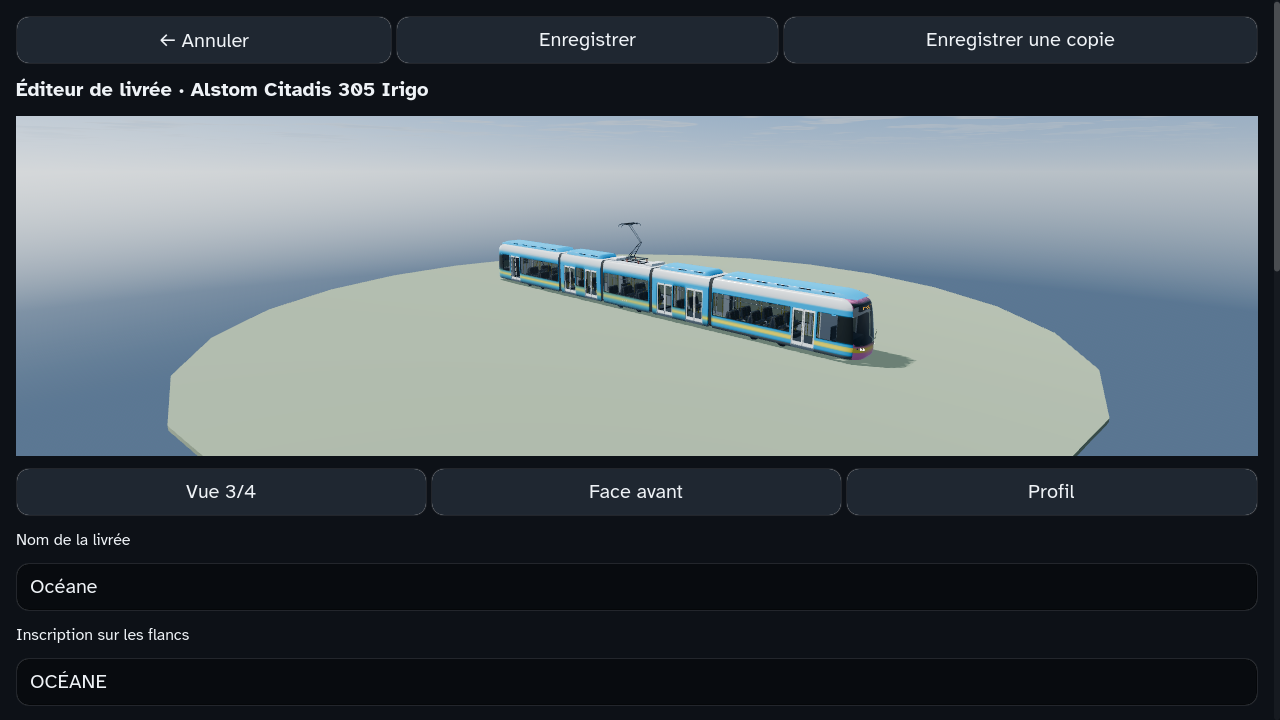 ← Annuler
Enregistrer
Enregistrer une copie
Éditeur de livrée · Alstom Citadis 305 Irigo
Vue 3/4
Face avant
Profil
Nom de la livrée
Océane
Inscription sur les flancs
OCÉANE